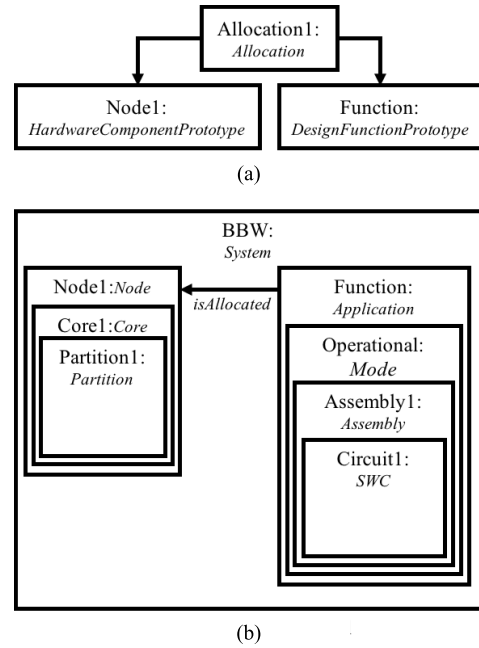 Allocation1:
Allocation
Node1:
HardwareComponentPrototype
Function:
DesignFunctionPrototype
(a)
BBW:
System
Node1:Node
Core1:Core
Partition1:
Partition
isAllocated
Function:
Application
Operational:
Mode
Assembly1:
Assembly
Circuit1:
SWC
(b)